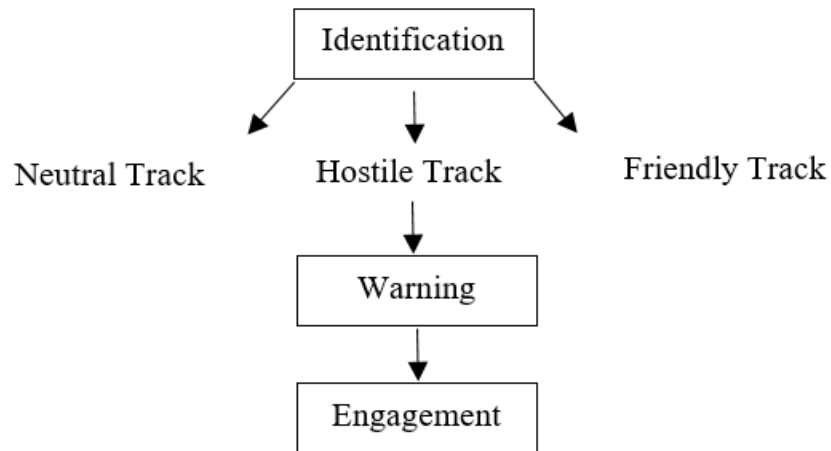 Identification
Neutral Track
Hostile Track
Friendly Track
Warning
Engagement